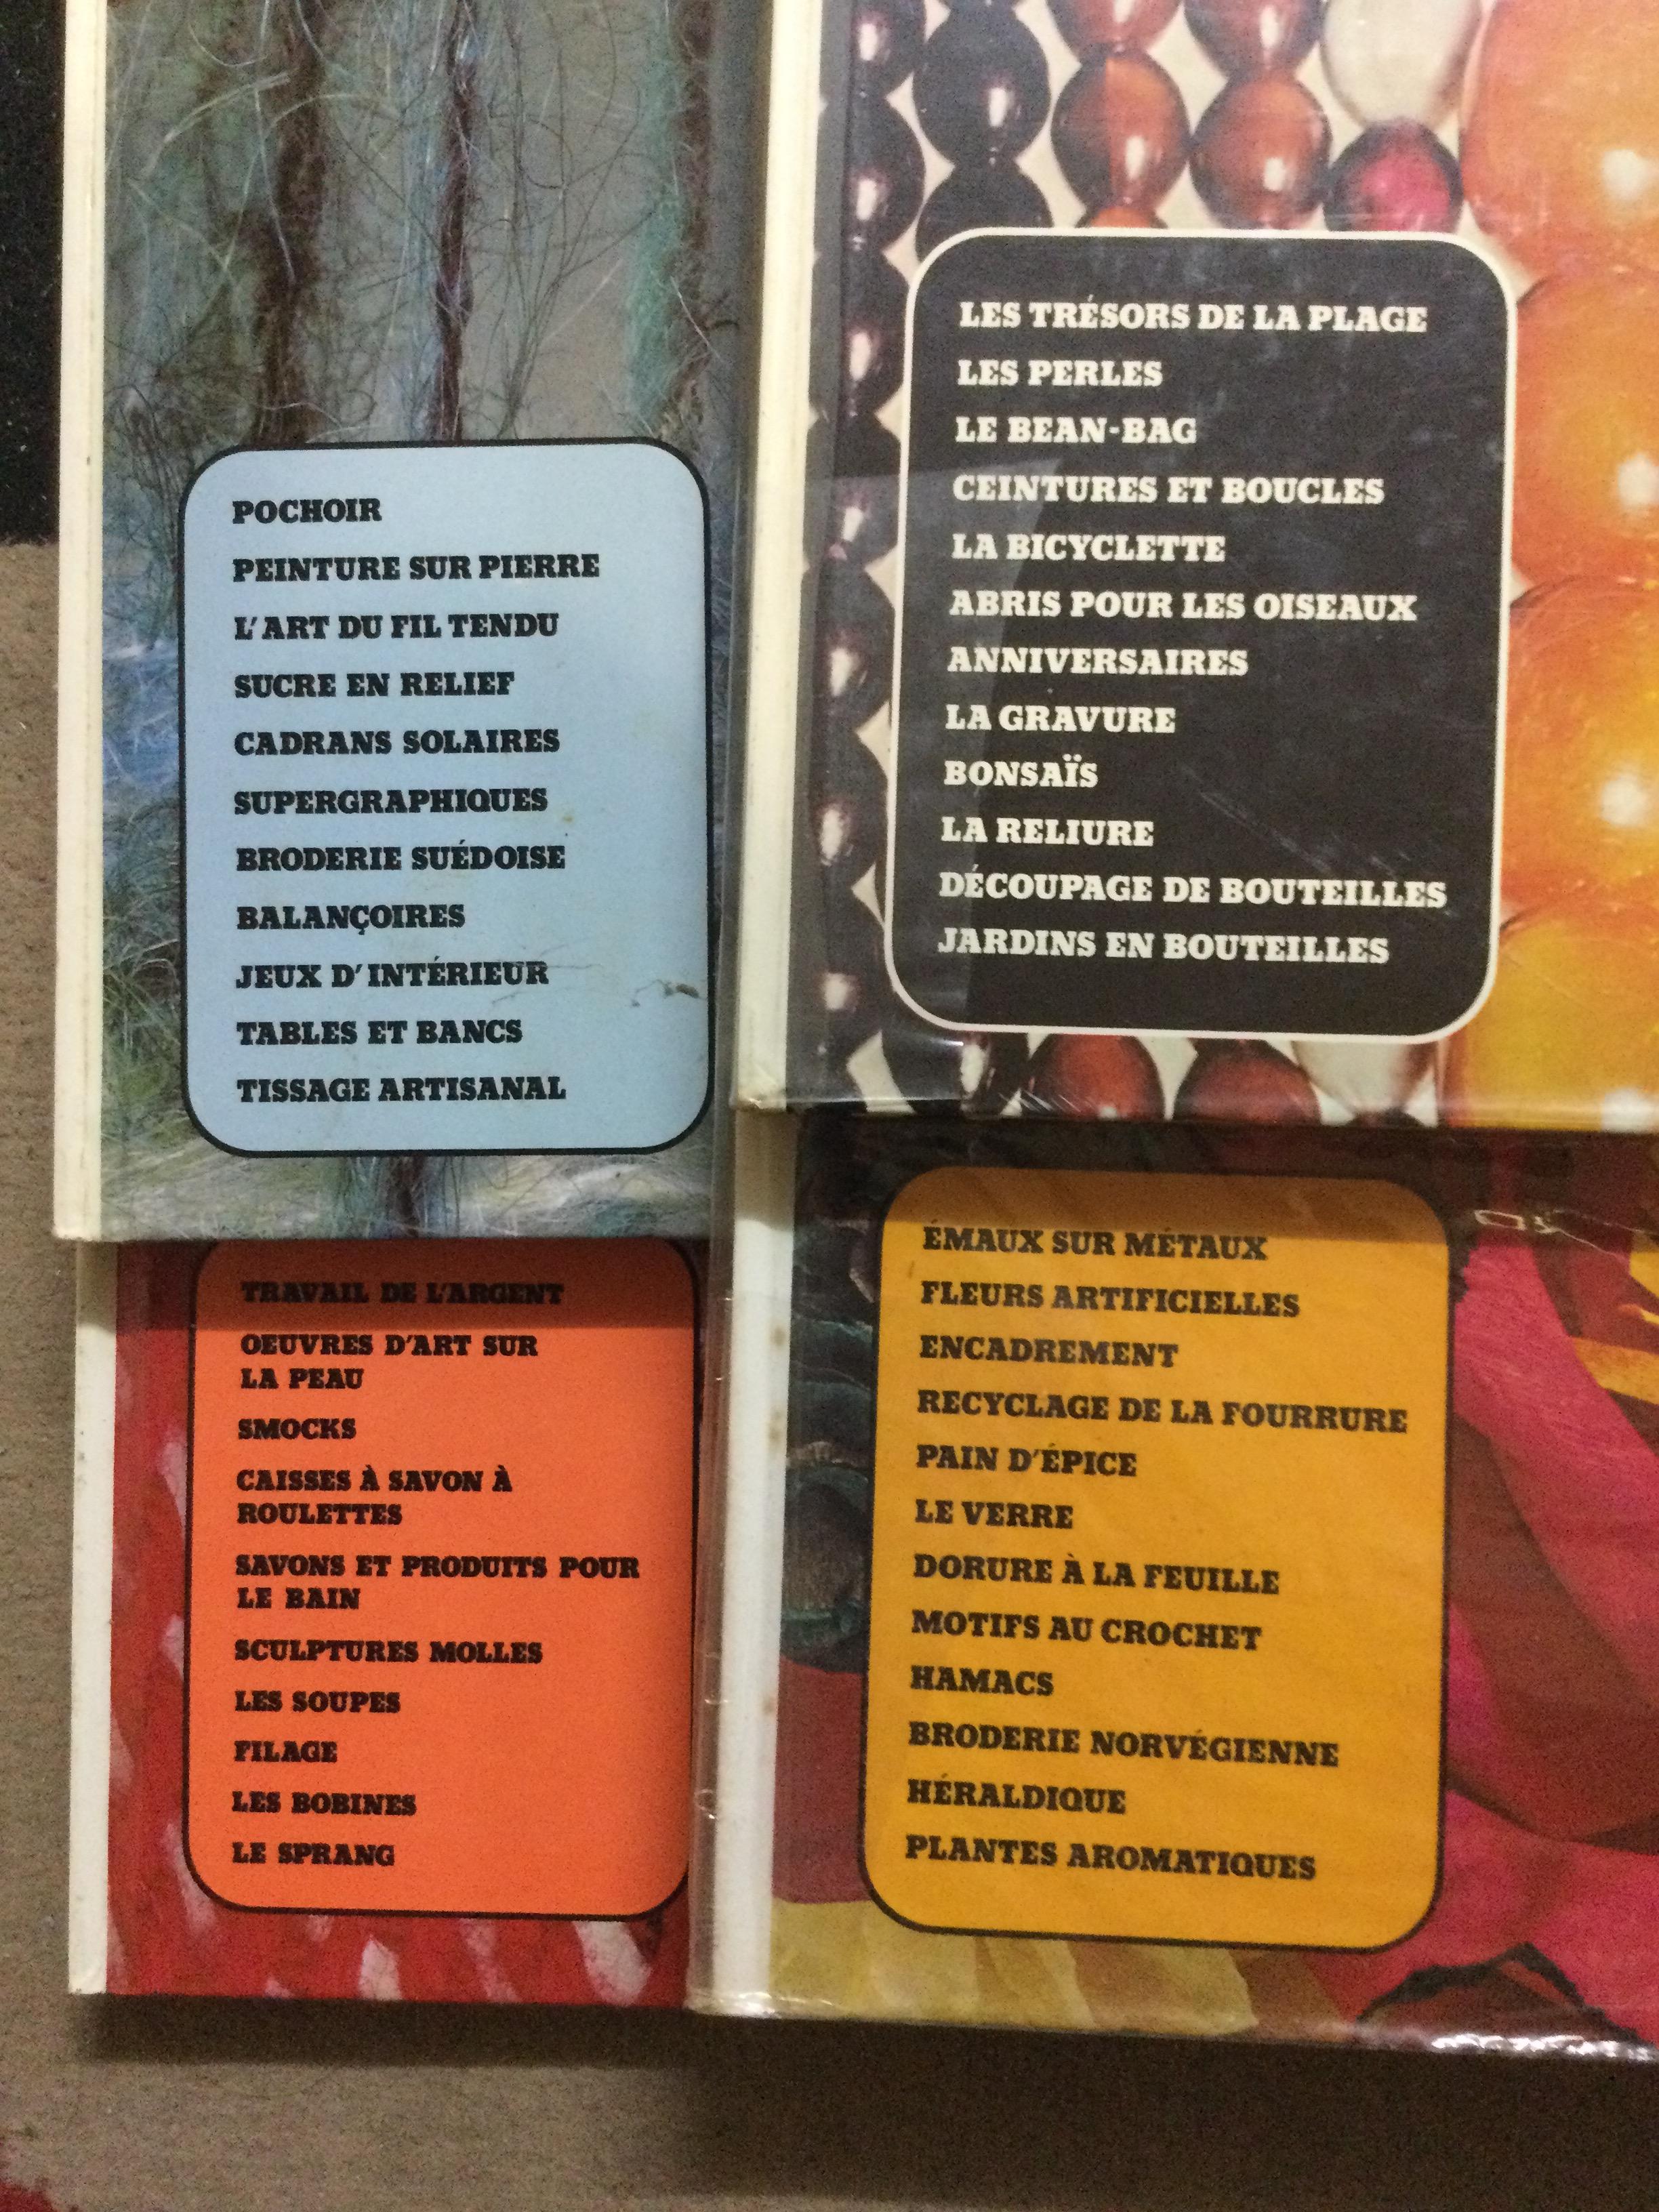 POCHOIR
PEINTURE SUR PIERRE
L'ART DU FIL TENDU
SUCRE EN RELIEF
CADRANS SOLAIRES
SUPERGRAPHIQUES
BRODERIE SUÉDOISE
BALANÇOIRES
JEUX D'INTÉRIEUR
TABLES ET BANCS
TISSAGE ARTISANAL
LES TRÉSORS DE LA PLAGE
LES PERLES
LE BEAN-BAG
CEINTURES ET BOUCLES
LA BICYCLETTE
ABRIS POUR LES OISEAUX
ANNIVERSAIRES
LA GRAVURE
BONSAÏS
LA RELIURE
DÉCOUPAGE DE BOUTEILLES
JARDINS EN BOUTEILLES
TRAVAIL DE L'ARGENT
OEUVRES D'ART SUR
LA PEAU
SMOCKS
CAISSES À SAVON À
ROULETTES
SAVONS ET PRODUITS POUR
LE BAIN
SCULPTURES MOLLES
LES SOUPES
FILAGE
LES BOBINES
LE SPRANG
ÉMAUX SUR MÉTAUX
FLEURS ARTIFICIELLES
ENCADREMENT
RECYCLAGE DE LA FOURRURE
PAIN D'ÉPICE
LE VERRE
DORURE À LA FEUILLE
MOTIFS AU CROCHET
HAMACS
BRODERIE NORVÉGIENNE
HÉRALDIQUE
PLANTES AROMATIQUES